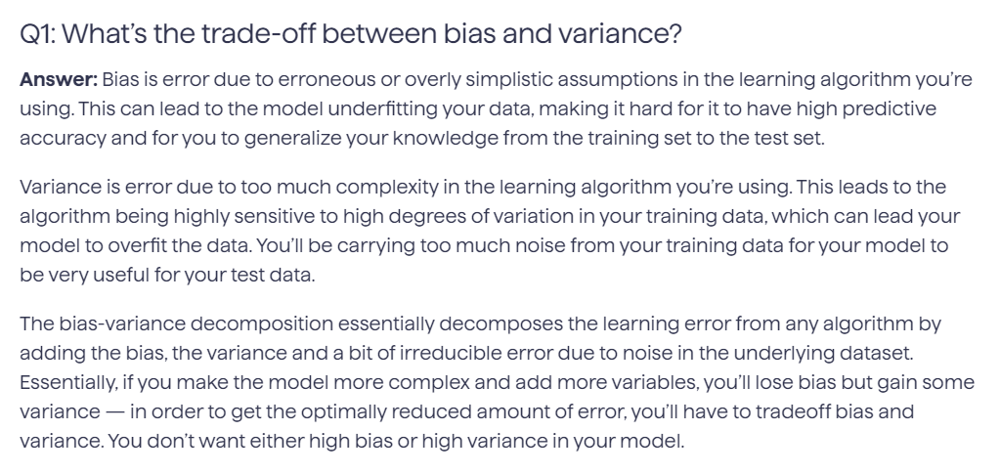 Q1: What’s the trade-off between bias and variance?
Answer: Bias is error due to erroneous or overly simplistic assumptions in the learning algorithm you’re
using. This can lead to the model underfitting your data, making it hard for it to have high predictive
accuracy and for you to generalize your knowledge from the training set to the test set.
Variance is error due to too much complexity in the learning algorithm you’re using. This leads to the
algorithm being highly sensitive to high degrees of variation in your training data, which can lead your
model to overfit the data. You’ll be carrying too much noise from your training data for your model to
be very useful for your test data.
The bias-variance decomposition essentially decomposes the learning error from any algorithm by
adding the bias, the variance and a bit of irreducible error due to noise in the underlying dataset.
Essentially, if you make the model more complex and add more variables, you’ll lose bias but gain some
variance — in order to get the optimally reduced amount of error, you’ll have to tradeoff bias and
variance. You don’t want either high bias or high variance in your model.